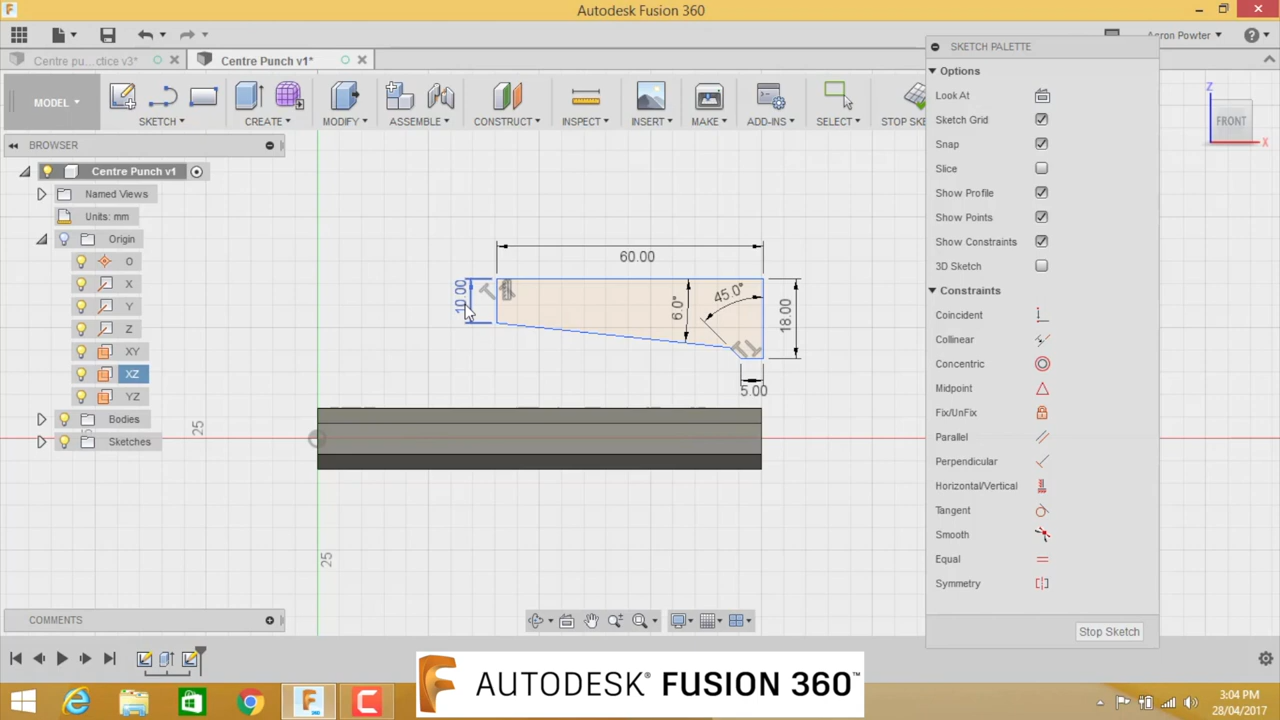 Autodesk Fusion 360
Aaron Powter
Centre pu...ctice v3*
Centre Punch v1*
MODEL
SKETCH
CREATE
MODIFY
ASSEMBLE
CONSTRUCT
INSPECT
INSERT
MAKE
ADD-INS
SELECT
STOP SKE
BROWSER
Centre Punch v1
Named Views
Units: mm
Origin
O
X
Y
Z
XY
XZ
YZ
Bodies
Sketches
COMMENTS
60.00
10.00
6.0°
45.0°
18.00
5.00
25
25
Z
FRONT
X
SKETCH PALETTE
Options
Look At
Sketch Grid
Snap
Slice
Show Profile
Show Points
Show Constraints
3D Sketch
Constraints
Coincident
Collinear
Concentric
Midpoint
Fix/UnFix
Parallel
Perpendicular
Horizontal/Vertical
Tangent
Smooth
Equal
Symmetry
Stop Sketch
AUTODESK® FUSION 360™
3:04 PM
28/04/2017